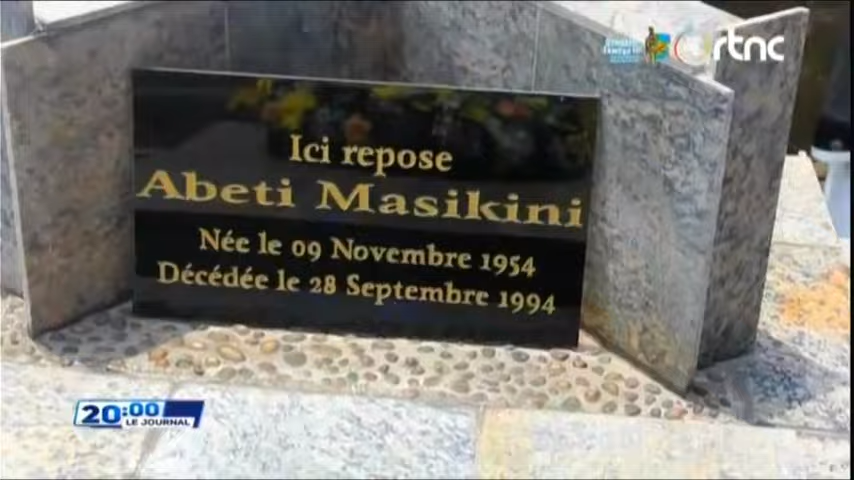 rtnc
Ici repose
Abeti Masikini
Née le 09 Novembre 1954
Décédée le 28 Septembre 1994
20:00
LE JOURNAL